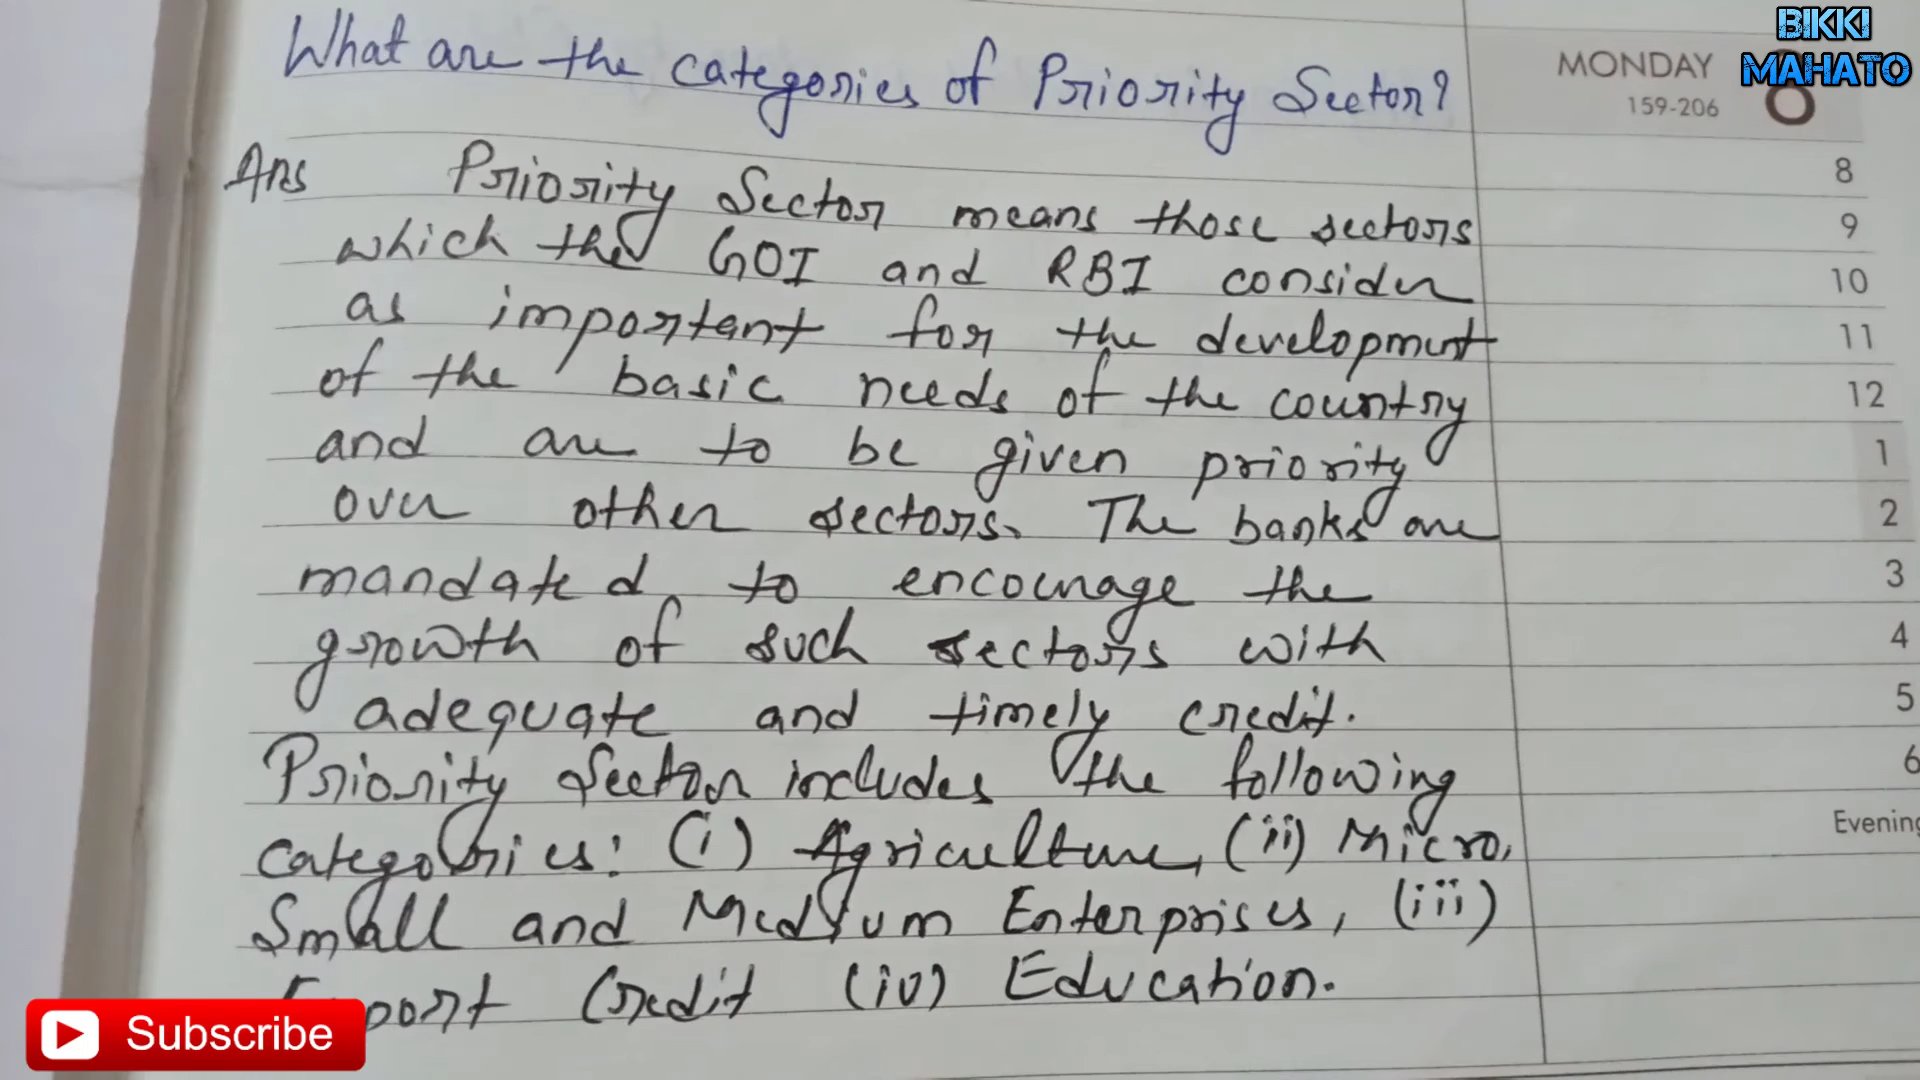 What are the categories of Priority Sector?
BIKKI
MAHATO
MONDAY
159-206
8
Ans Priority Sector means those sectors
which the GOI and RBI consider
as important for the development
of the basic needs of the country
and are to be given priority
over other sectors. The banks are
mandated to encourage the
growth of such sectors with
adequate and timely credit.
Priority Sector includes the following
categories: (i) Agriculture, (ii) Micro,
Small and Medium Enterprises, (iii)
Credit (iv) Education.
8
9
10
11
12
1
2
3
4
5
6
Evening
Subscribe